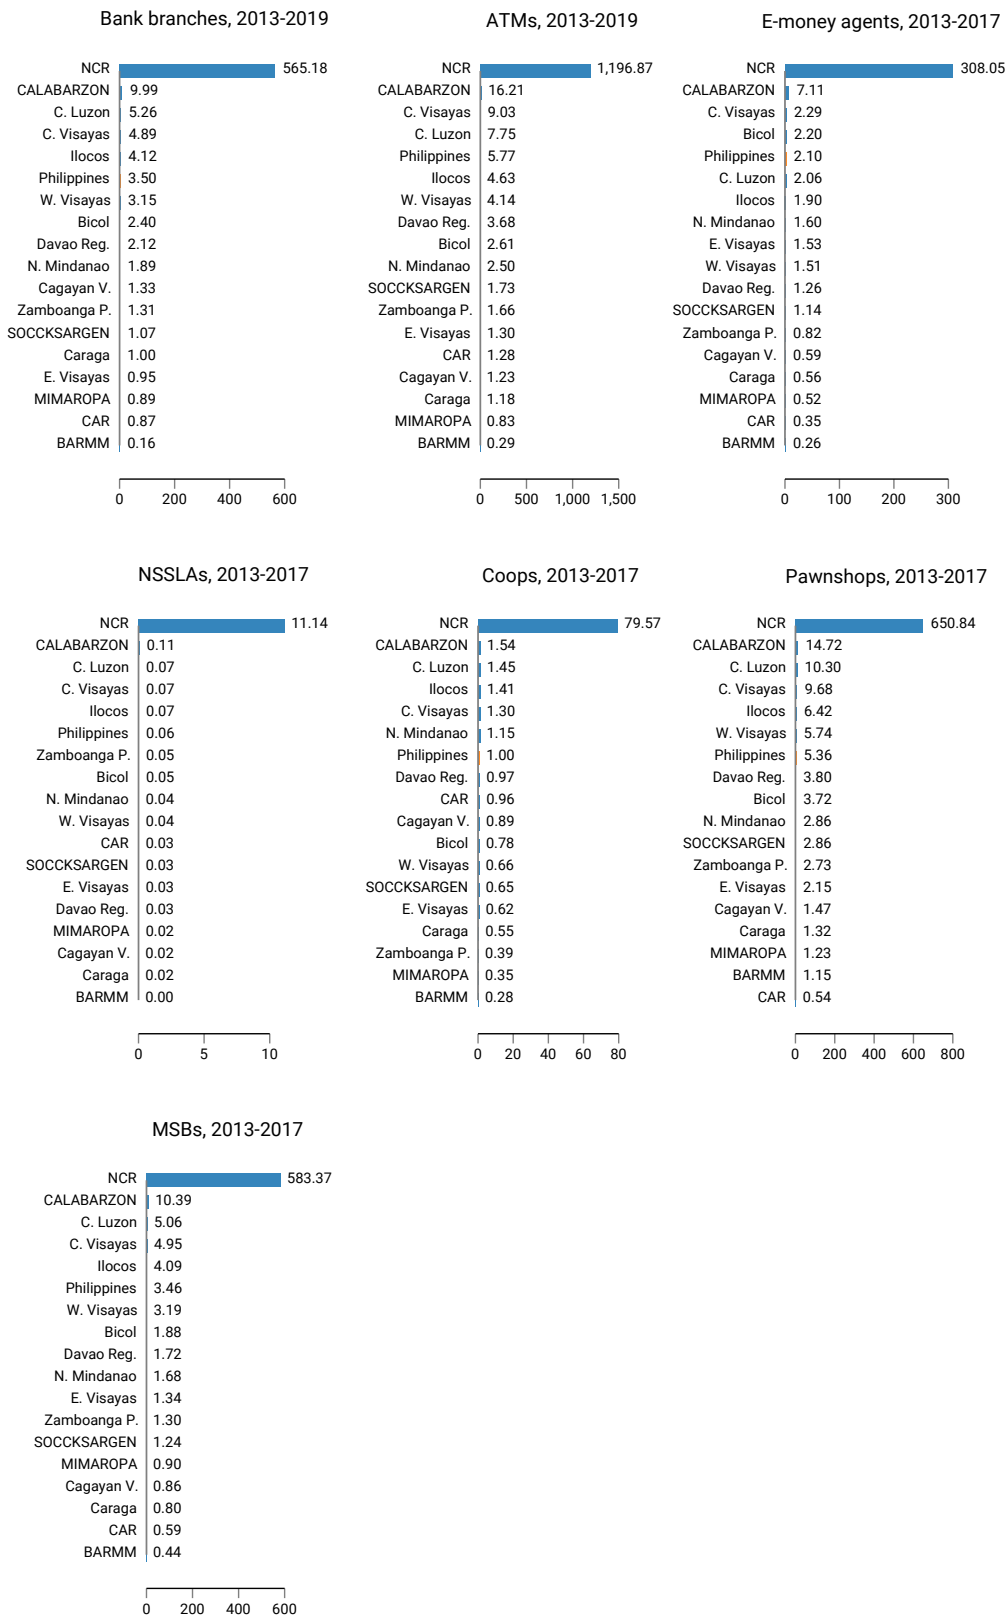 Bank branches, 2013-2019
NCR 565.18
CALABARZON 9.99
C. Luzon 5.26
C. Visayas 4.89
Ilocos 4.12
Philippines 3.50
W. Visayas 3.15
Bicol 2.40
Davao Reg. 2.12
N. Mindanao 1.89
Cagayan V. 1.33
Zamboanga P. 1.31
SOCCKSARGEN 1.07
Caraga 1.00
E. Visayas 0.95
MIMAROPA 0.89
CAR 0.87
BARMM 0.16
0 200 400 600
ATMs, 2013-2019
NCR 1,196.87
CALABARZON 16.21
C. Visayas 9.03
C. Luzon 7.75
Philippines 5.77
Ilocos 4.63
W. Visayas 4.14
Davao Reg. 3.68
Bicol 2.61
N. Mindanao 2.50
SOCCKSARGEN 1.73
Zamboanga P. 1.66
E. Visayas 1.30
CAR 1.28
Cagayan V. 1.23
Caraga 1.18
MIMAROPA 0.83
BARMM 0.29
0 500 1,000 1,500
E-money agents, 2013-2017
NCR 308.05
CALABARZON 7.11
C. Visayas 2.29
Bicol 2.20
Philippines 2.10
C. Luzon 2.06
Ilocos 1.90
N. Mindanao 1.60
E. Visayas 1.53
W. Visayas 1.51
Davao Reg. 1.26
SOCCKSARGEN 1.14
Zamboanga P. 0.82
Cagayan V. 0.59
Caraga 0.56
MIMAROPA 0.52
CAR 0.35
BARMM 0.26
0 100 200 300
NSSLAs, 2013-2017
NCR 11.14
CALABARZON 0.11
C. Luzon 0.07
C. Visayas 0.07
Ilocos 0.07
Philippines 0.06
Zamboanga P. 0.05
Bicol 0.05
N. Mindanao 0.04
W. Visayas 0.04
CAR 0.03
SOCCKSARGEN 0.03
E. Visayas 0.03
Davao Reg. 0.03
MIMAROPA 0.02
Cagayan V. 0.02
Caraga 0.02
BARMM 0.00
0 5 10
Coops, 2013-2017
NCR 79.57
CALABARZON 1.54
C. Luzon 1.45
Ilocos 1.41
C. Visayas 1.30
N. Mindanao 1.15
Philippines 1.00
Davao Reg. 0.97
CAR 0.96
Cagayan V. 0.89
Bicol 0.78
W. Visayas 0.66
SOCCKSARGEN 0.65
E. Visayas 0.62
Caraga 0.55
Zamboanga P. 0.39
MIMAROPA 0.35
BARMM 0.28
0 20 40 60 80
Pawnshops, 2013-2017
NCR 650.84
CALABARZON 14.72
C. Luzon 10.30
C. Visayas 9.68
Ilocos 6.42
W. Visayas 5.74
Philippines 5.36
Davao Reg. 3.80
Bicol 3.72
N. Mindanao 2.86
SOCCKSARGEN 2.86
Zamboanga P. 2.73
E. Visayas 2.15
Cagayan V. 1.47
Caraga 1.32
MIMAROPA 1.23
BARMM 1.15
CAR 0.54
0 200 400 600 800
MSBs, 2013-2017
NCR 583.37
CALABARZON 10.39
C. Luzon 5.06
C. Visayas 4.95
Ilocos 4.09
Philippines 3.46
W. Visayas 3.19
Bicol 1.88
Davao Reg. 1.72
N. Mindanao 1.68
E. Visayas 1.34
Zamboanga P. 1.30
SOCCKSARGEN 1.24
MIMAROPA 0.90
Cagayan V. 0.86
Caraga 0.80
CAR 0.59
BARMM 0.44
0 200 400 600